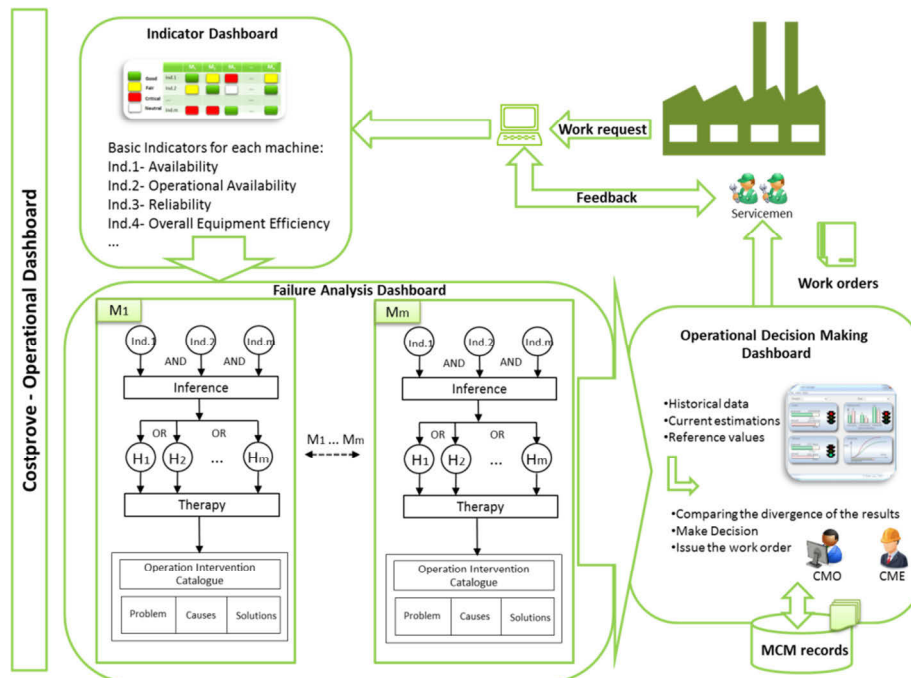 Costprove - Operational Dashboard
Indicator Dashboard
M1 M2 M3 ... Mn
Good
Fair
Critical
Neutral
Ind.1
Ind.2
...
Ind.m
Basic Indicators for each machine:
Ind.1- Availability
Ind.2- Operational Availability
Ind.3- Reliability
Ind.4- Overall Equipment Efficiency
...
Work request
Feedback
Servicemen
Work orders
Failure Analysis Dashboard
M1
Ind.1 Ind.2 Ind.m
AND AND
Inference
OR OR
H1 H2 ... Hm
Therapy
Operation Intervention
Catalogue
Problem Causes Solutions
M1 ... Mm
Mm
Ind.1 Ind.2 Ind.m
AND AND
Inference
OR OR
H1 H2 ... Hm
Therapy
Operation Intervention
Catalogue
Problem Causes Solutions
Operational Decision Making
Dashboard
•Historical data
•Current estimations
•Reference values
•Comparing the divergence of the results
•Make Decision
•Issue the work order
CMO CME
MCM records